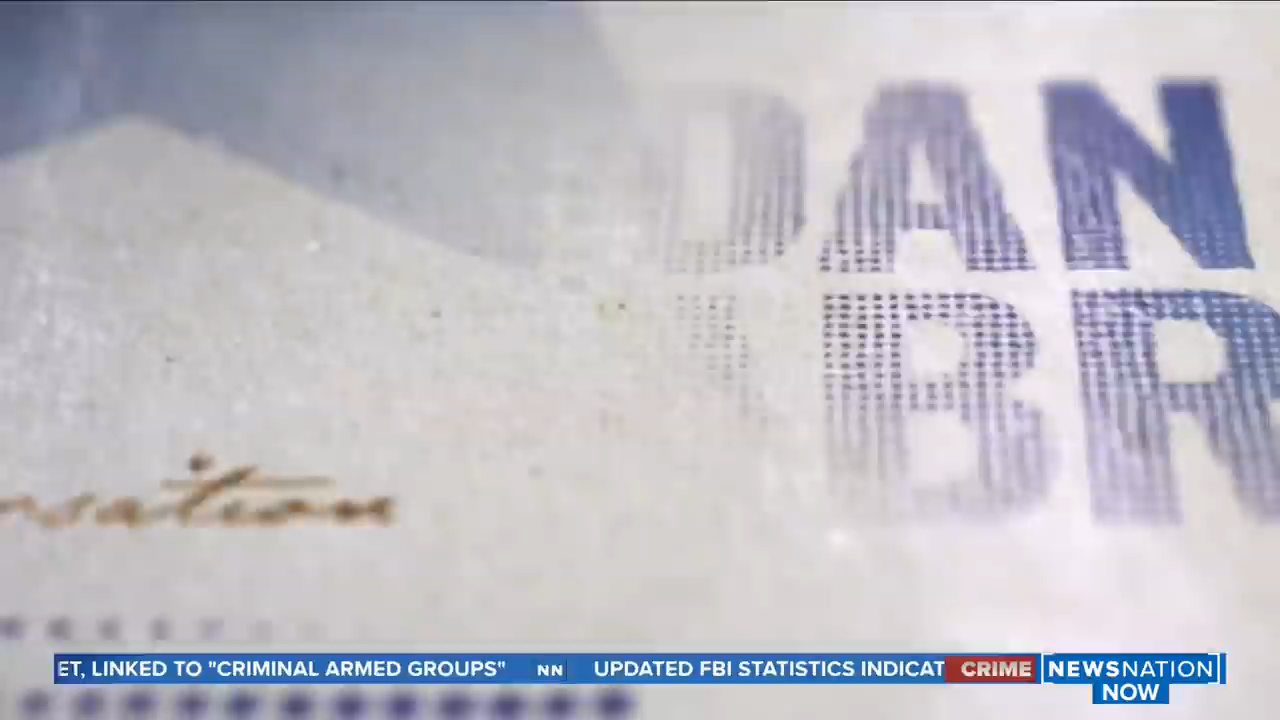 DAN
BR
ET, LINKED TO "CRIMINAL ARMED GROUPS" NN UPDATED FBI STATISTICS INDICAT CRIME NEWSNATION
NOW